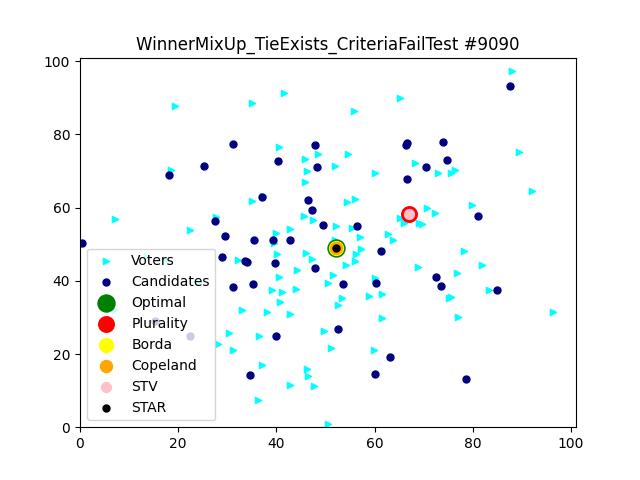 WinnerMixUp_TieExists_CriteriaFailTest #9090
100
80
60
40
20
0
0 20 40 60 80 100
Voters
Candidates
Optimal
Plurality
Borda
Copeland
STV
STAR